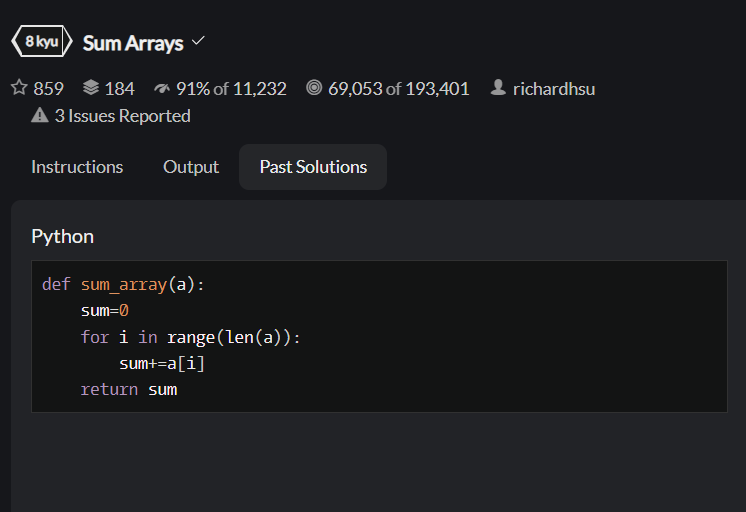 8 kyu Sum Arrays
859 184 91% of 11,232 69,053 of 193,401 richardhsu
3 Issues Reported
Instructions Output Past Solutions
Python
def sum_array(a):
    sum=0
    for i in range(len(a)):
        sum+=a[i]
    return sum